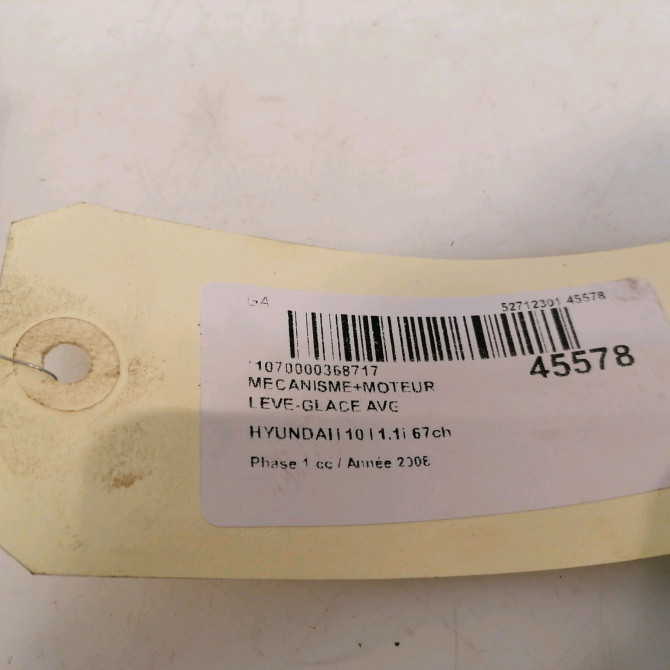 GA
52712301 45578
45578
1070000368717
MECANISME+MOTEUR
LEVE-GLACE AVG
HYUNDAI I 10 I 1.1i 67ch
Phase 1 cc / Année 2008